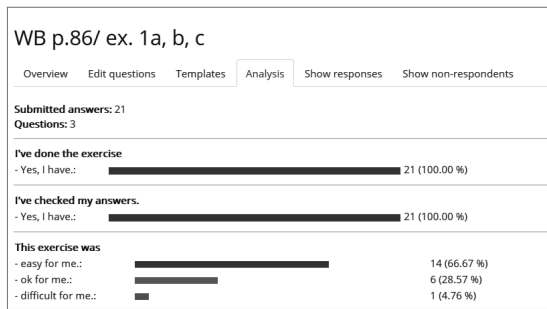 WB p.86/ ex. 1a, b, c
Overview Edit questions Templates Analysis Show responses Show non-respondents
Submitted answers: 21
Questions: 3
I've done the exercise
- Yes, I have.: 21 (100.00 %)
I've checked my answers.
- Yes, I have.: 21 (100.00 %)
This exercise was
- easy for me.: 14 (66.67 %)
- ok for me.: 6 (28.57 %)
- difficult for me.: 1 (4.76 %)